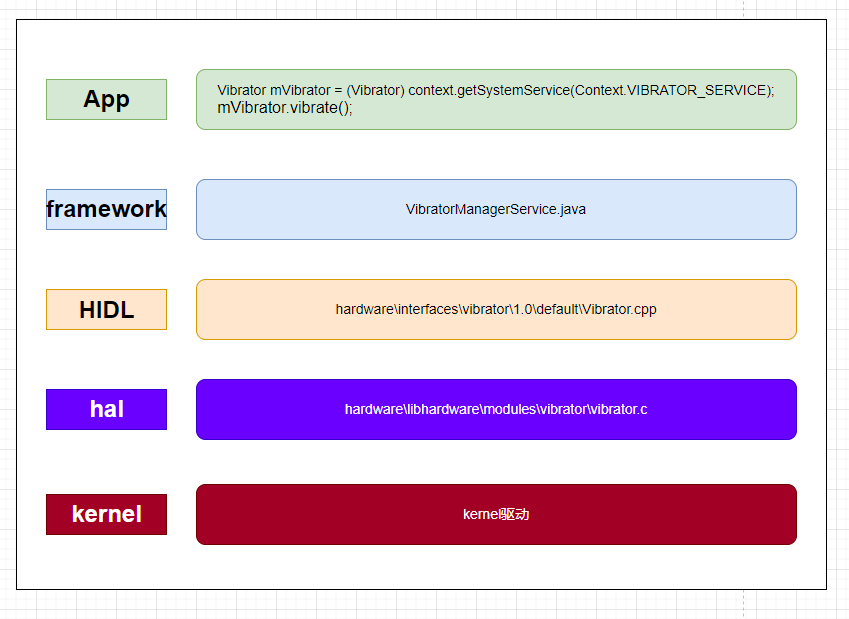 App
Vibrator mVibrator = (Vibrator) context.getSystemService(Context.VIBRATOR_SERVICE);
mVibrator.vibrate();
framework
VibratorManagerService.java
HIDL
hardware\interfaces\vibrator\1.0\default\Vibrator.cpp
hal
hardware\libhardware\modules\vibrator\vibrator.c
kernel
kernel驱动